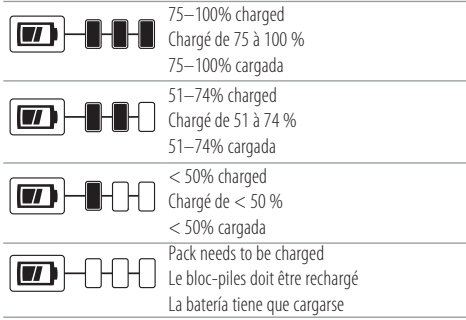 75–100% charged
Chargé de 75 à 100 %
75–100% cargada
51–74% charged
Chargé de 51 à 74 %
51–74% cargada
< 50% charged
Chargé de < 50 %
< 50% cargada
Pack needs to be charged
Le bloc-piles doit être rechargé
La batería tiene que cargarse